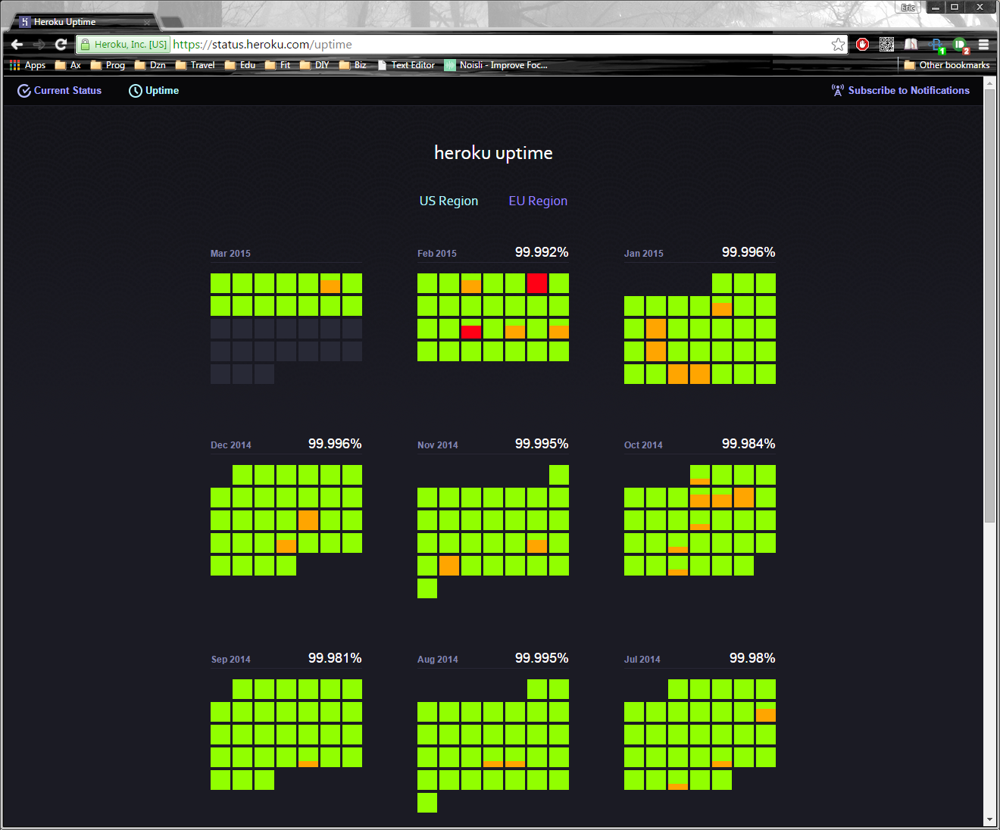 Eric
Heroku Uptime
Heroku, Inc. [US] https://status.heroku.com/uptime
1
2
Apps Ax Prog Dzn Travel Edu Fit DIY Biz Text Editor Noisli - Improve Foc... Other bookmarks
Current Status Uptime Subscribe to Notifications
heroku uptime
US Region EU Region
Mar 2015 Feb 2015 99.992% Jan 2015 99.996%
Dec 2014 99.996% Nov 2014 99.995% Oct 2014 99.984%
Sep 2014 99.981% Aug 2014 99.995% Jul 2014 99.98%